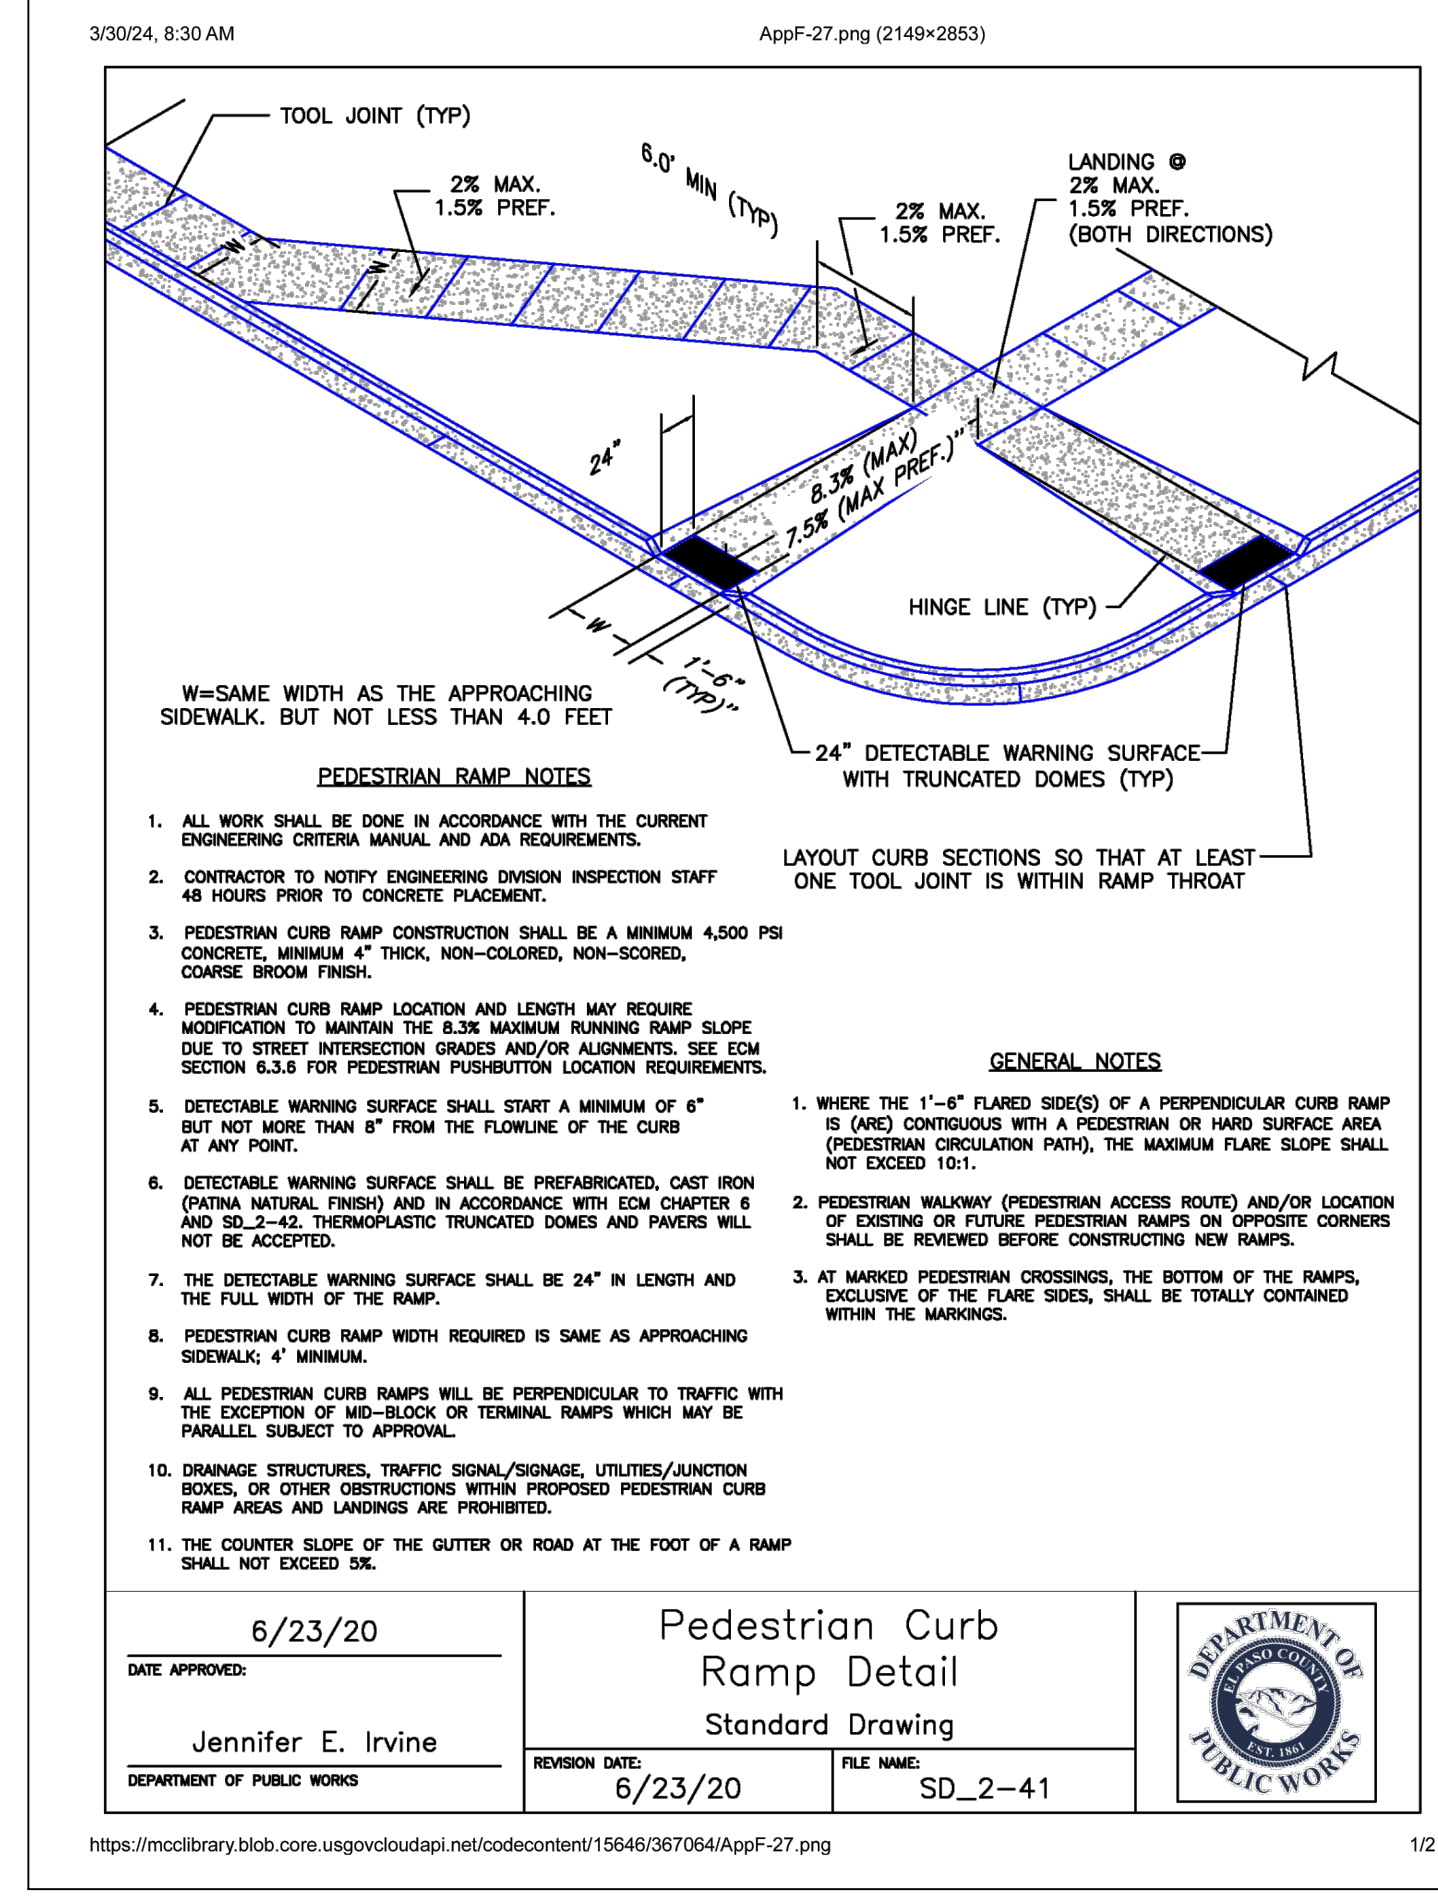 3/30/24, 8:30 AM
AppF-27.png (2149×2853)
TOOL JOINT (TYP)
2% MAX.
1.5% PREF.
6.0' MIN (TYP)
2% MAX.
1.5% PREF.
LANDING @
2% MAX.
1.5% PREF.
(BOTH DIRECTIONS)
W
W
24"
8.3% (MAX)
7.5% (MAX PREF.)"
HINGE LINE (TYP)
W
1'-6"
(TYP)"
W=SAME WIDTH AS THE APPROACHING
SIDEWALK. BUT NOT LESS THAN 4.0 FEET
24" DETECTABLE WARNING SURFACE
WITH TRUNCATED DOMES (TYP)
LAYOUT CURB SECTIONS SO THAT AT LEAST
ONE TOOL JOINT IS WITHIN RAMP THROAT
PEDESTRIAN RAMP NOTES
1. ALL WORK SHALL BE DONE IN ACCORDANCE WITH THE CURRENT
ENGINEERING CRITERIA MANUAL AND ADA REQUIREMENTS.
2. CONTRACTOR TO NOTIFY ENGINEERING DIVISION INSPECTION STAFF
48 HOURS PRIOR TO CONCRETE PLACEMENT.
3. PEDESTRIAN CURB RAMP CONSTRUCTION SHALL BE A MINIMUM 4,500 PSI
CONCRETE, MINIMUM 4" THICK, NON-COLORED, NON-SCORED,
COARSE BROOM FINISH.
4. PEDESTRIAN CURB RAMP LOCATION AND LENGTH MAY REQUIRE
MODIFICATION TO MAINTAIN THE 8.3% MAXIMUM RUNNING RAMP SLOPE
DUE TO STREET INTERSECTION GRADES AND/OR ALIGNMENTS. SEE ECM
SECTION 6.3.6 FOR PEDESTRIAN PUSHBUTTON LOCATION REQUIREMENTS.
5. DETECTABLE WARNING SURFACE SHALL START A MINIMUM OF 6"
BUT NOT MORE THAN 8" FROM THE FLOWLINE OF THE CURB
AT ANY POINT.
6. DETECTABLE WARNING SURFACE SHALL BE PREFABRICATED, CAST IRON
(PATINA NATURAL FINISH) AND IN ACCORDANCE WITH ECM CHAPTER 6
AND SD_2-42. THERMOPLASTIC TRUNCATED DOMES AND PAVERS WILL
NOT BE ACCEPTED.
7. THE DETECTABLE WARNING SURFACE SHALL BE 24" IN LENGTH AND
THE FULL WIDTH OF THE RAMP.
8. PEDESTRIAN CURB RAMP WIDTH REQUIRED IS SAME AS APPROACHING
SIDEWALK; 4' MINIMUM.
9. ALL PEDESTRIAN CURB RAMPS WILL BE PERPENDICULAR TO TRAFFIC WITH
THE EXCEPTION OF MID-BLOCK OR TERMINAL RAMPS WHICH MAY BE
PARALLEL SUBJECT TO APPROVAL.
10. DRAINAGE STRUCTURES, TRAFFIC SIGNAL/SIGNAGE, UTILITIES/JUNCTION
BOXES, OR OTHER OBSTRUCTIONS WITHIN PROPOSED PEDESTRIAN CURB
RAMP AREAS AND LANDINGS ARE PROHIBITED.
11. THE COUNTER SLOPE OF THE GUTTER OR ROAD AT THE FOOT OF A RAMP
SHALL NOT EXCEED 5%.
GENERAL NOTES
1. WHERE THE 1'-6" FLARED SIDE(S) OF A PERPENDICULAR CURB RAMP
IS (ARE) CONTIGUOUS WITH A PEDESTRIAN OR HARD SURFACE AREA
(PEDESTRIAN CIRCULATION PATH), THE MAXIMUM FLARE SLOPE SHALL
NOT EXCEED 10:1.
2. PEDESTRIAN WALKWAY (PEDESTRIAN ACCESS ROUTE) AND/OR LOCATION
OF EXISTING OR FUTURE PEDESTRIAN RAMPS ON OPPOSITE CORNERS
SHALL BE REVIEWED BEFORE CONSTRUCTING NEW RAMPS.
3. AT MARKED PEDESTRIAN CROSSINGS, THE BOTTOM OF THE RAMPS,
EXCLUSIVE OF THE FLARE SIDES, SHALL BE TOTALLY CONTAINED
WITHIN THE MARKINGS.
6/23/20
DATE APPROVED:
Jennifer E. Irvine
DEPARTMENT OF PUBLIC WORKS
Pedestrian Curb
Ramp Detail
Standard Drawing
REVISION DATE:
6/23/20
FILE NAME:
SD_2-41
DEPARTMENT OF
EL PASO COUNTY
EST. 1861
PUBLIC WORKS
https://mcclibrary.blob.core.usgovcloudapi.net/codecontent/15646/367064/AppF-27.png
1/2